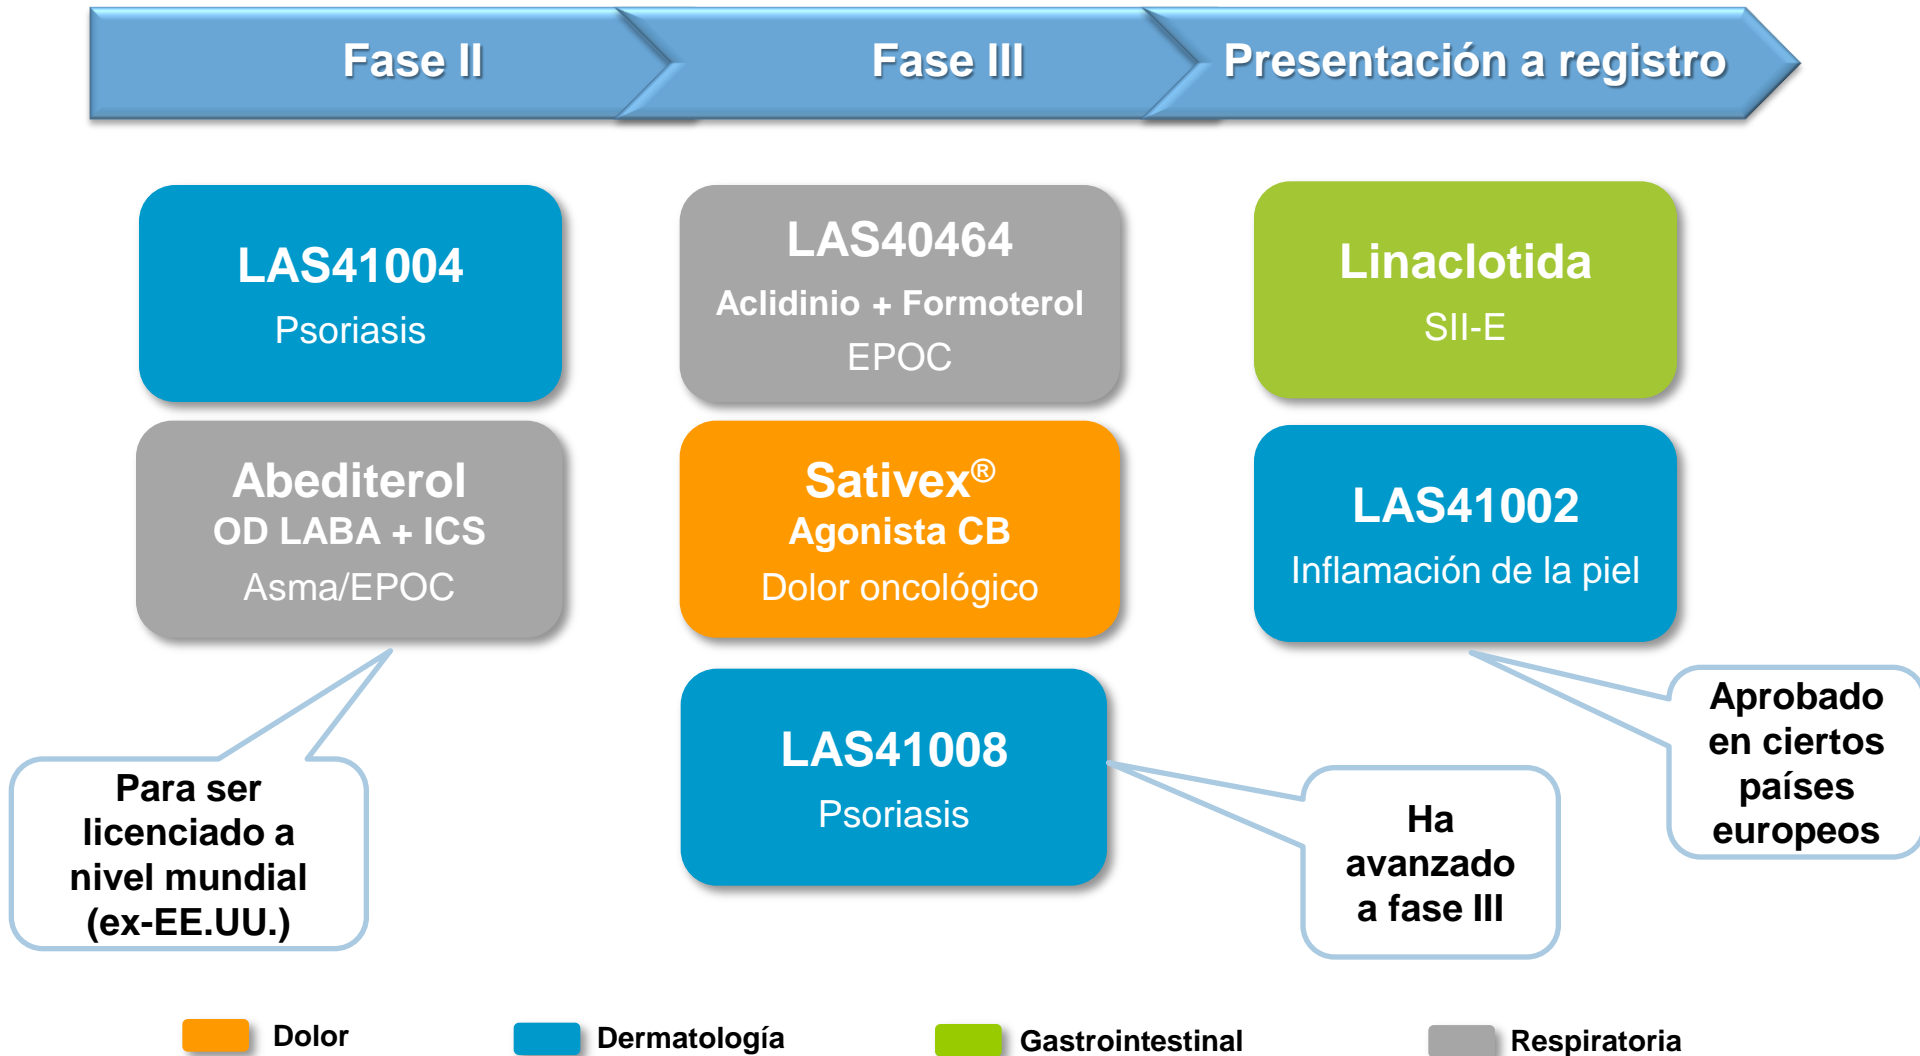 Fase II
Fase III
Presentación a registro
LAS41004
Psoriasis
Abediterol
OD LABA + ICS
Asma/EPOC
Para ser
licenciado a
nivel mundial
(ex-EE.UU.)
LAS40464
Aclidinio + Formoterol
EPOC
Sativex®
Agonista CB
Dolor oncológico
LAS41008
Psoriasis
Ha
avanzado
a fase III
Linaclotida
SII-E
LAS41002
Inflamación de la piel
Aprobado
en ciertos
países
europeos
Dolor
Dermatología
Gastrointestinal
Respiratoria